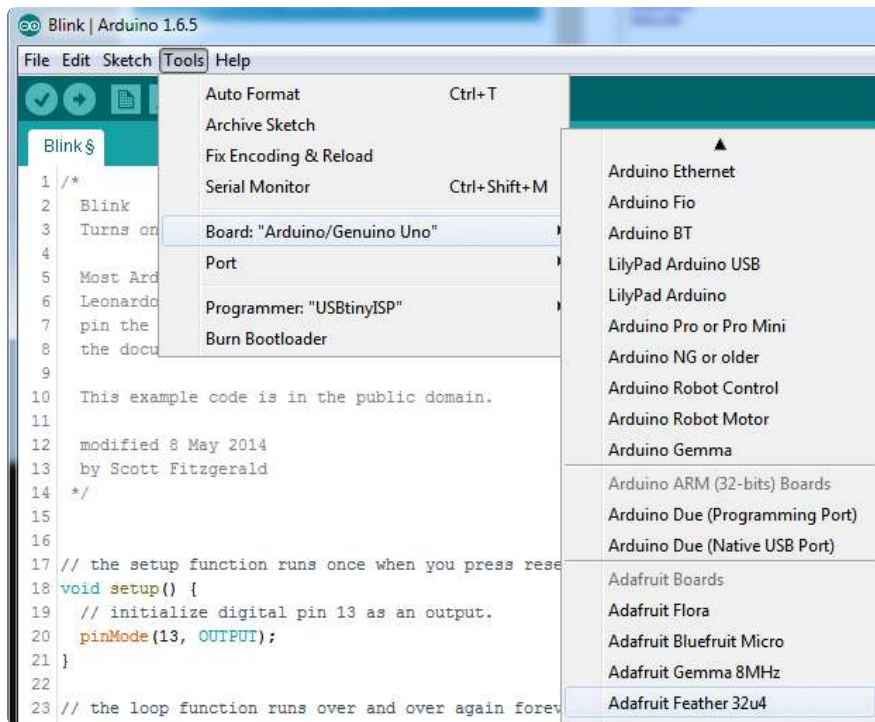 Blink | Arduino 1.6.5
File Edit Sketch Tools Help
Auto Format Ctrl+T
Archive Sketch
Fix Encoding & Reload
Serial Monitor Ctrl+Shift+M
Board: "Arduino/Genuino Uno"
Port
Programmer: "USBtinyISP"
Burn Bootloader
Arduino Ethernet
Arduino Fio
Arduino BT
LilyPad Arduino USB
LilyPad Arduino
Arduino Pro or Pro Mini
Arduino NG or older
Arduino Robot Control
Arduino Robot Motor
Arduino Gemma
Arduino ARM (32-bits) Boards
Arduino Due (Programming Port)
Arduino Due (Native USB Port)
Adafruit Boards
Adafruit Flora
Adafruit Bluefruit Micro
Adafruit Gemma 8MHz
Adafruit Feather 32u4
Blink §
1 /*
2 Blink
3 Turns on
4
5 Most Ard
6 Leonardo
7 pin the
8 the docu
9
10 This example code is in the public domain.
11
12 modified 8 May 2014
13 by Scott Fitzgerald
14 */
15
16
17 // the setup function runs once when you press rese
18 void setup() {
19 // initialize digital pin 13 as an output.
20 pinMode(13, OUTPUT);
21 }
22
23 // the loop function runs over and over again forev